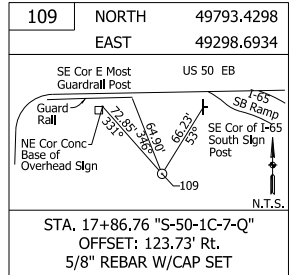 109
NORTH 49793.4298
EAST 49298.6934
SE Cor E Most
Guardrail Post
US 50 EB
I-65
SB Ramp
Guard
Rail
72.85'
331°
64.90'
346°
66.23'
53°
SE Cor of I-65
South Sign
Post
NE Cor Conc
Base of
Overhead Sign
109
N.T.S.
STA. 17+86.76 "S-50-1C-7-Q"
OFFSET: 123.73' Rt.
5/8" REBAR W/CAP SET